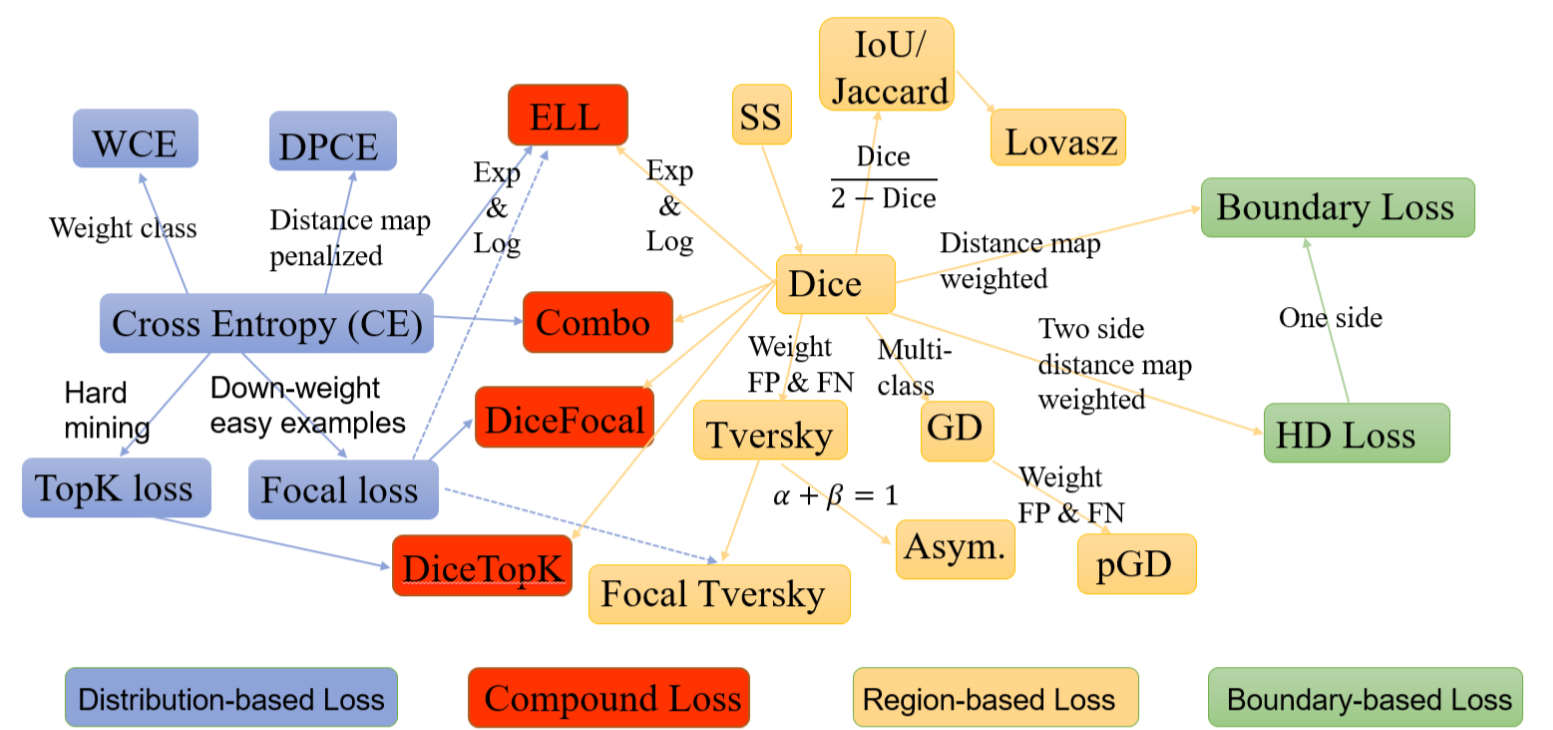 IoU/
Jaccard
ELL
SS
WCE
DPCE
Lovasz
Dice
2 − Dice
Exp
&
Log
Exp
&
Log
Boundary Loss
Weight class
Distance map
penalized
Distance map
weighted
Dice
Cross Entropy (CE)
Combo
One side
Two side
distance map
weighted
Weight
FP & FN
Multi-
class
Hard
mining
Down-weight
easy examples
DiceFocal
Tversky
GD
HD Loss
TopK loss
Focal loss
α + β = 1
Weight
FP & FN
DiceTopK
Focal Tversky
Asym.
pGD
Distribution-based Loss
Compound Loss
Region-based Loss
Boundary-based Loss